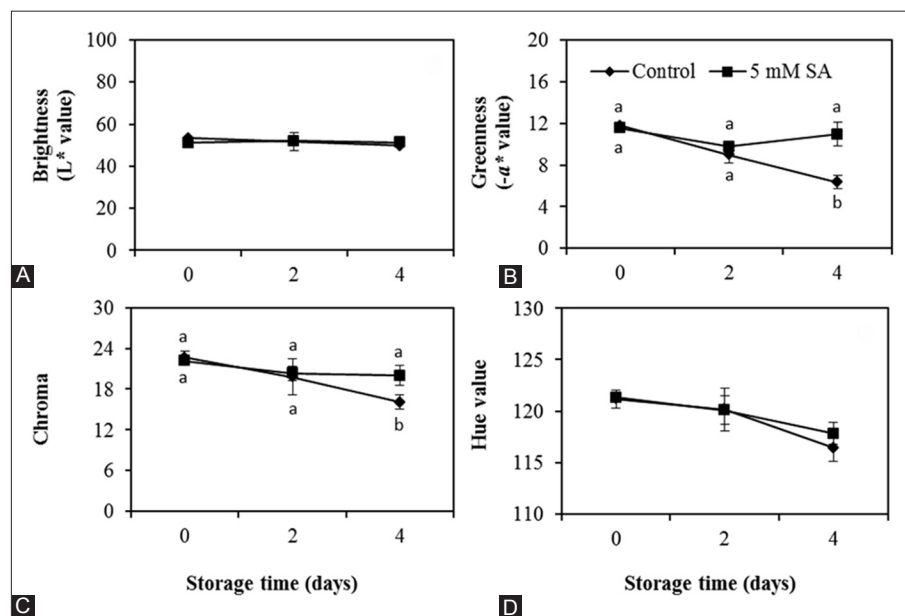 100
80
60
40
20
0
Brightness
(L* value)
0 2 4
A
20
16
12
8
4
0
Greenness
(-a* value)
Control 5 mM SA
a a a
a a b
0 2 4
B
30
24
18
12
6
0
Chroma
a a a
a a b
0 2 4
Storage time (days)
C
130
125
120
115
110
Hue value
0 2 4
Storage time (days)
D